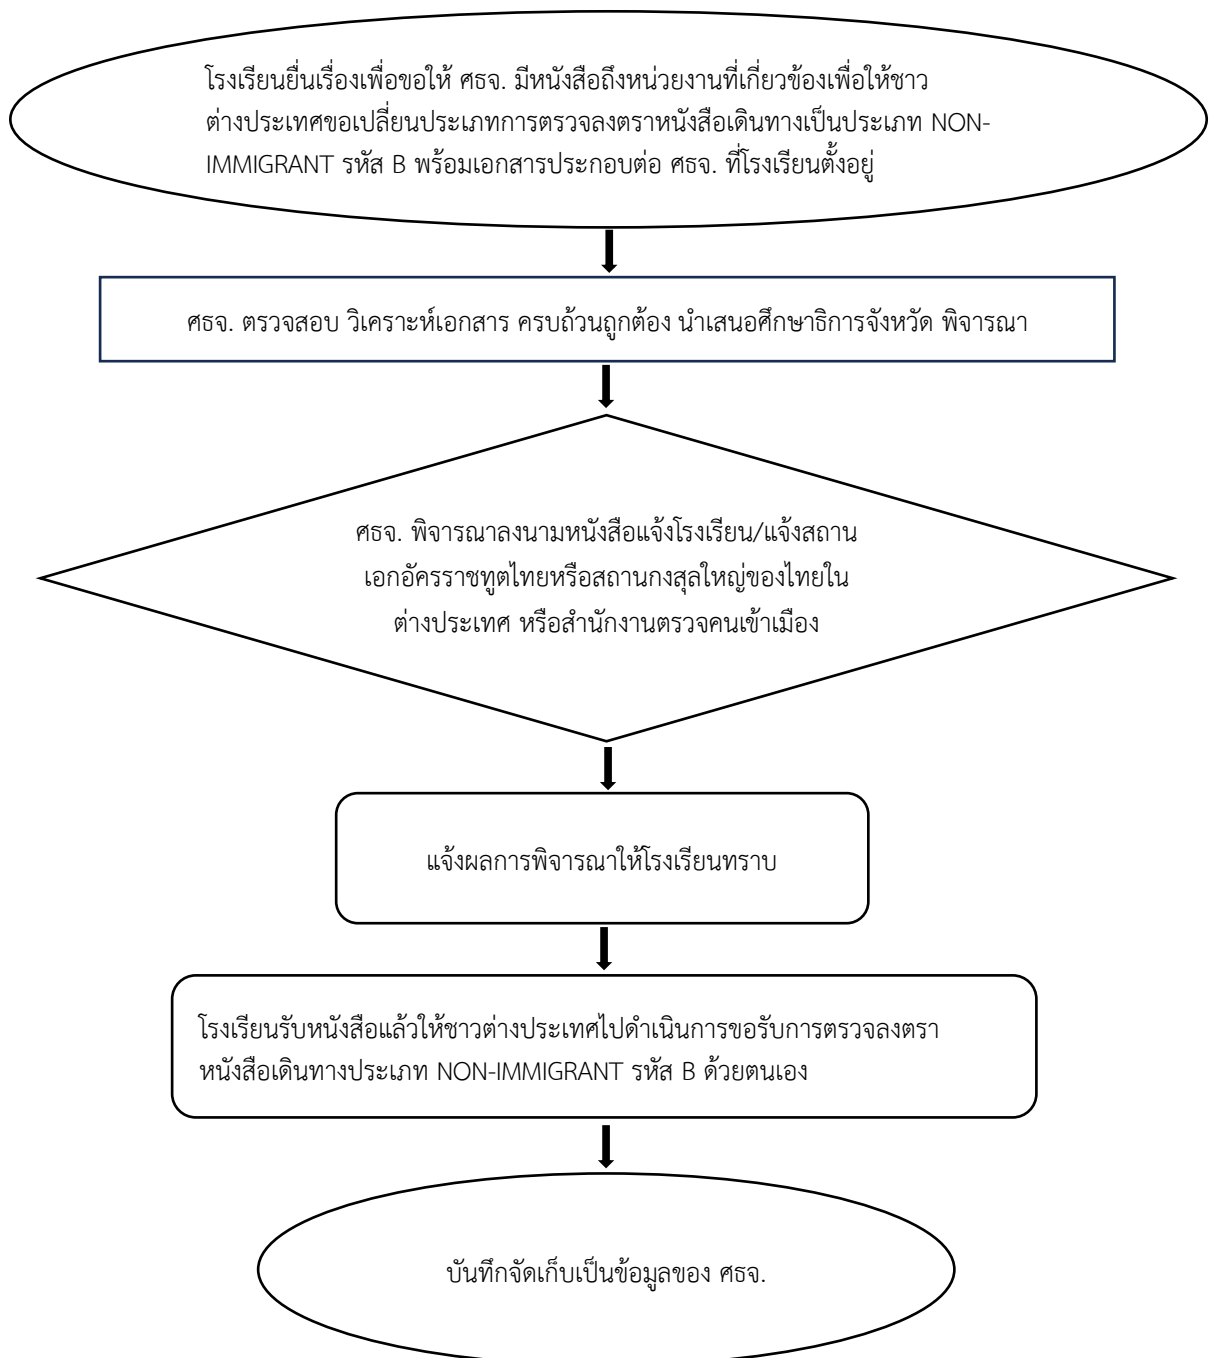 โรงเรียนยื่นเรื่องเพื่อขอให้ ศธจ. มีหนังสือถึงหน่วยงานที่เกี่ยวข้องเพื่อให้ชาว
ต่างประเทศขอเปลี่ยนประเภทการตรวจลงตราหนังสือเดินทางเป็นประเภท NON-
IMMIGRANT รหัส B พร้อมเอกสารประกอบต่อ ศธจ. ที่โรงเรียนตั้งอยู่
ศธจ. ตรวจสอบ วิเคราะห์เอกสาร ครบถ้วนถูกต้อง นำเสนอศึกษาธิการจังหวัด พิจารณา
ศธจ. พิจารณาลงนามหนังสือแจ้งโรงเรียน/แจ้งสถาน
เอกอัครราชทูตไทยหรือสถานกงสุลใหญ่ของไทยใน
ต่างประเทศ หรือสำนักงานตรวจคนเข้าเมือง
แจ้งผลการพิจารณาให้โรงเรียนทราบ
โรงเรียนรับหนังสือแล้วให้ชาวต่างประเทศไปดำเนินการขอรับการตรวจลงตรา
หนังสือเดินทางประเภท NON-IMMIGRANT รหัส B ด้วยตนเอง
บันทึกจัดเก็บเป็นข้อมูลของ ศธจ.